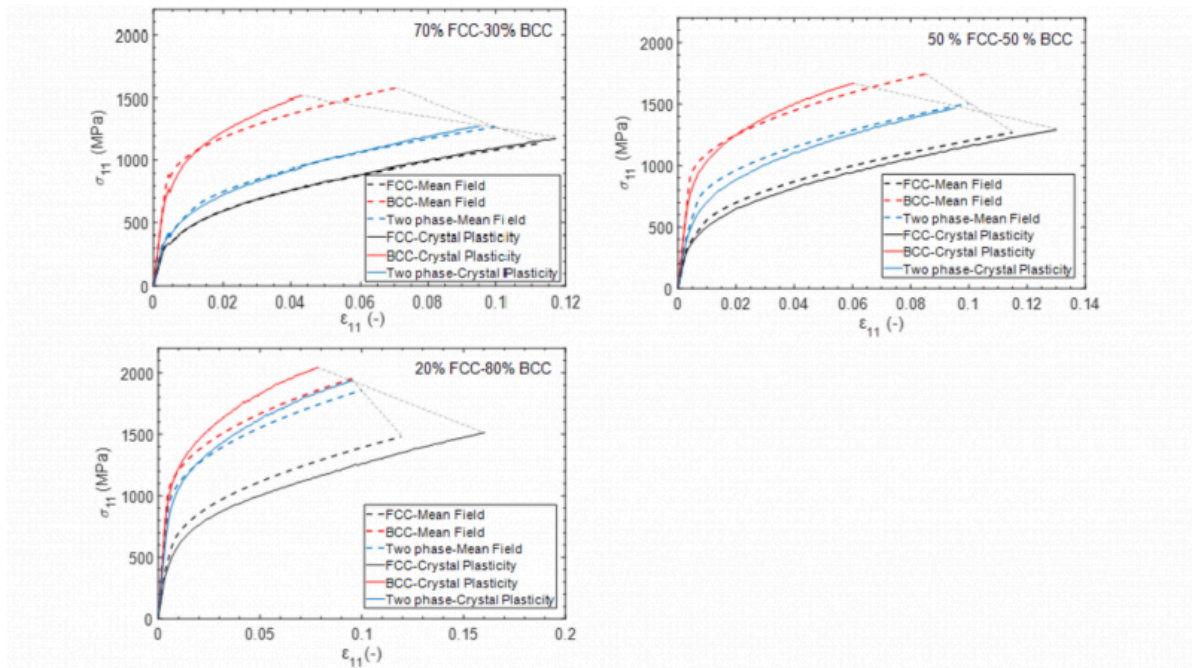 70% FCC-30% BCC
2000
1500
1000
500
0
σ11 (MPa)
FCC-Mean Field
BCC-Mean Field
Two phase-Mean Field
FCC-Crystal Plasticity
BCC-Crystal Plasticity
Two phase-Crystal Plasticity
0 0.02 0.04 0.06 0.08 0.1 0.12
ε11 (-)
50 % FCC-50 % BCC
2000
1500
1000
500
0
σ11 (MPa)
FCC-Mean Field
BCC-Mean Field
Two phase-Mean Field
FCC-Crystal Plasticity
BCC-Crystal Plasticity
Two phase-Crystal Plasticity
0 0.02 0.04 0.06 0.08 0.1 0.12 0.14
ε11 (-)
20% FCC-80% BCC
2000
1500
1000
500
0
σ11 (MPa)
FCC-Mean Field
BCC-Mean Field
Two phase-Mean Field
FCC-Crystal Plasticity
BCC-Crystal Plasticity
Two phase-Crystal Plasticity
0 0.05 0.1 0.15 0.2
ε11(-)